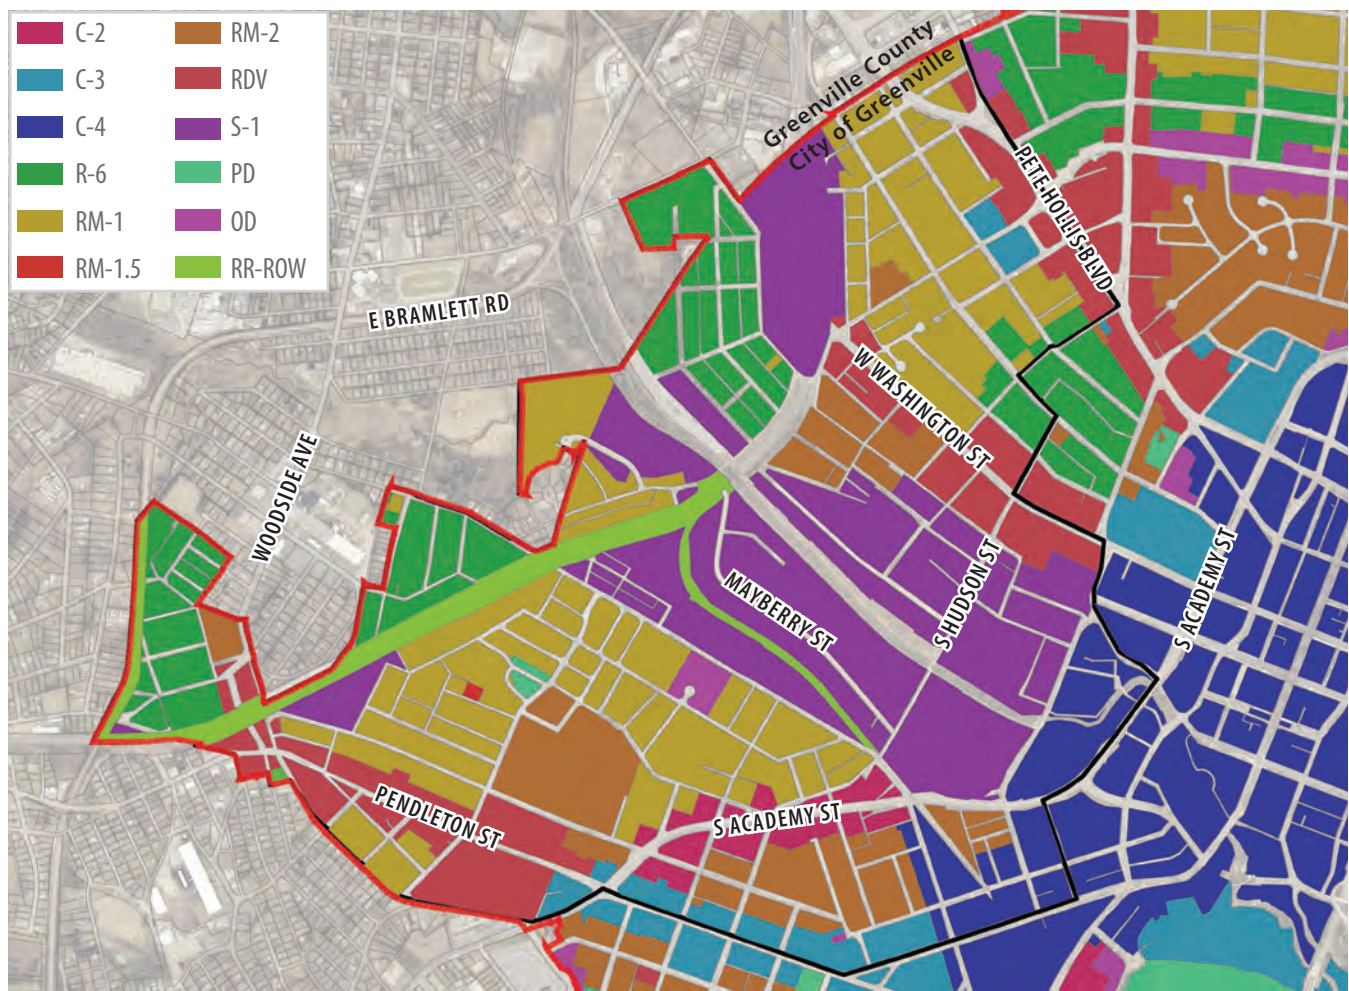 C-2
C-3
C-4
R-6
RM-1
RM-1.5
RM-2
RDV
S-1
PD
OD
RR-ROW
Greenville County
City of Greenville
PETE HOLLIS BLVD
E BRAMLETT RD
W WASHINGTON ST
WOODSIDE AVE
S HUDSON ST
S ACADEMY ST
MAYBERRY ST
PENDLETON ST
S ACADEMY ST